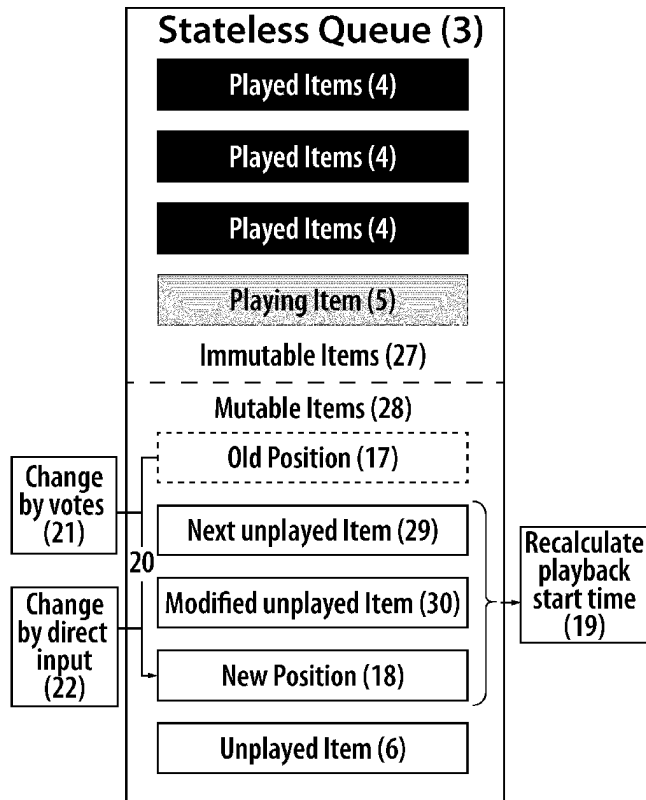 Stateless Queue (3)
Played Items (4)
Played Items (4)
Played Items (4)
Playing Item (5)
Immutable Items (27)
Mutable Items (28)
Old Position (17)
Change
by votes
(21)
Next unplayed Item (29)
20
Recalculate
playback
start time
(19)
Modified unplayed Item (30)
Change
by direct
input
(22)
New Position (18)
Unplayed Item (6)